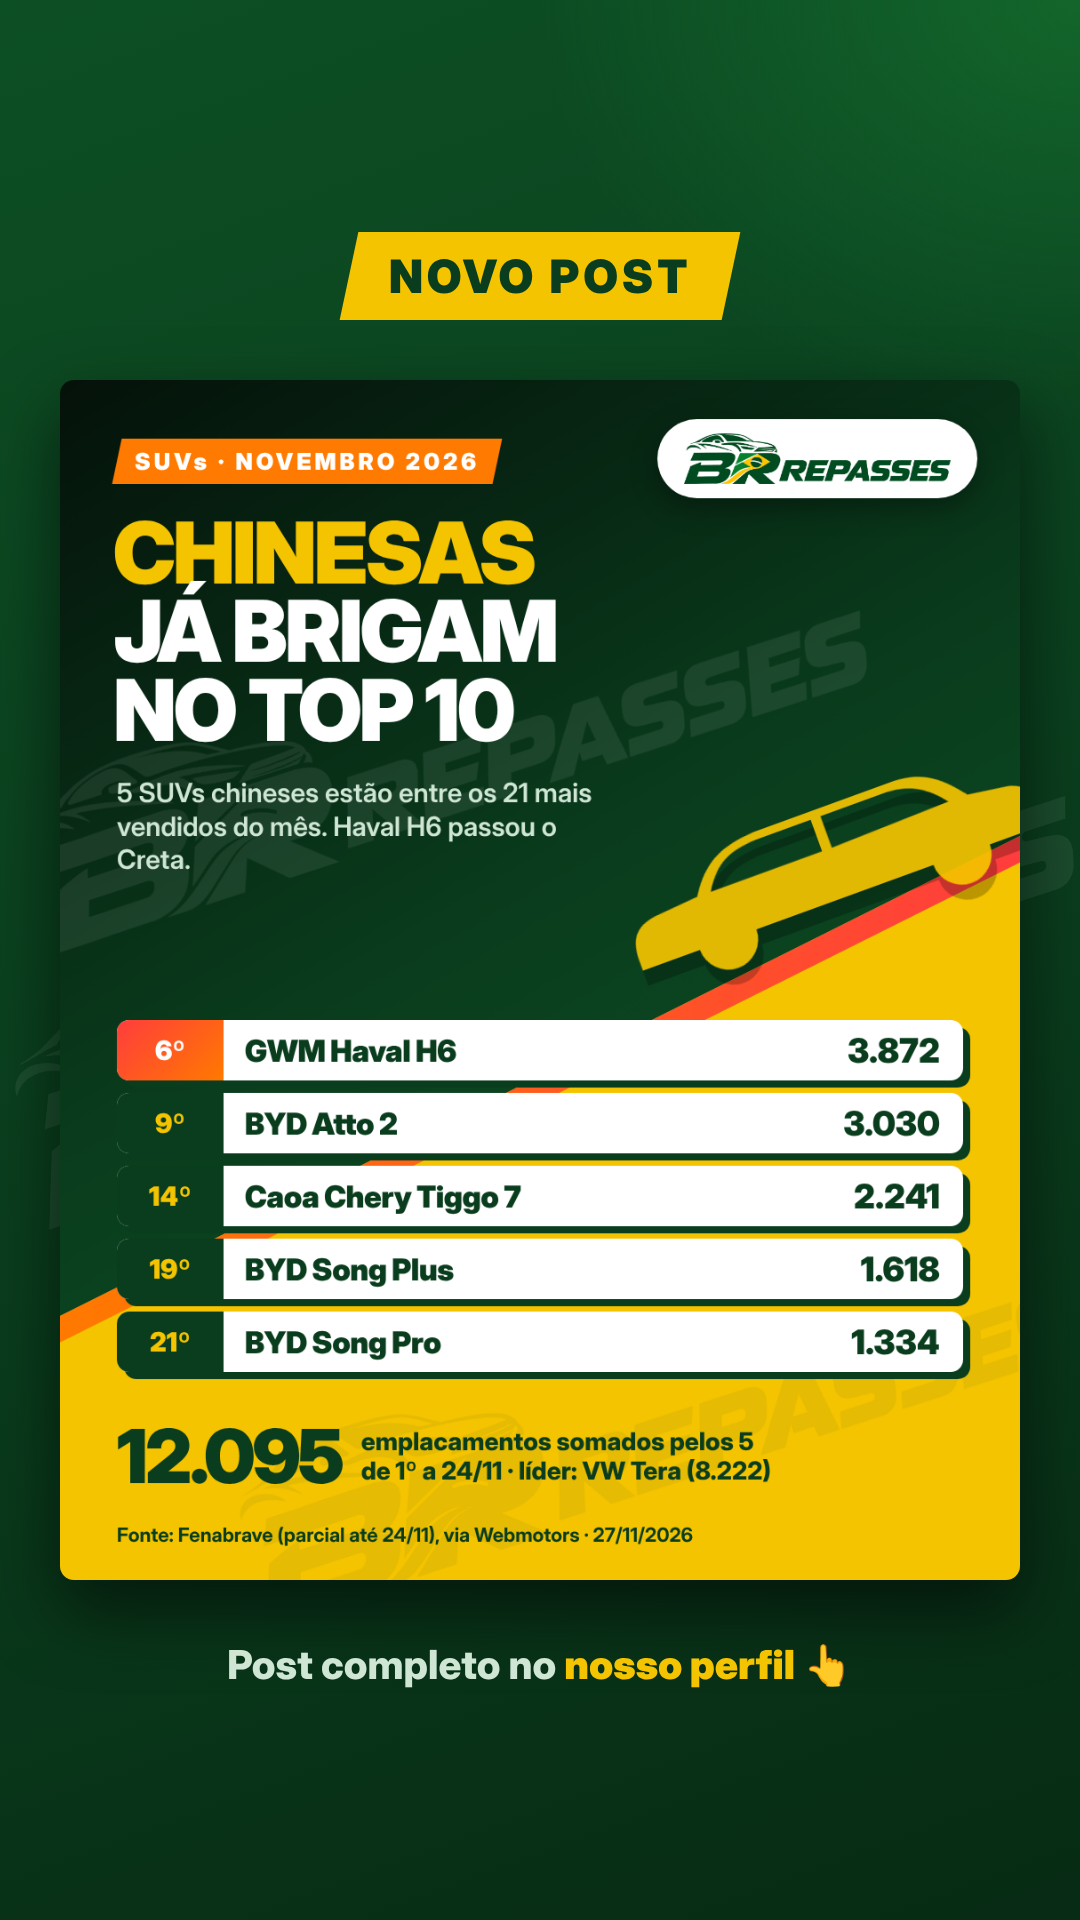 NOVO POST
SUVs · NOVEMBRO 2026
BR REPASSES
CHINESAS
JÁ BRIGAM
NO TOP 10
5 SUVs chineses estão entre os 21 mais
vendidos do mês. Haval H6 passou o
Creta.
6º GWM Haval H6 3.872
9º BYD Atto 2 3.030
14º Caoa Chery Tiggo 7 2.241
19º BYD Song Plus 1.618
21º BYD Song Pro 1.334
12.095 emplacamentos somados pelos 5
de 1º a 24/11 · líder: VW Tera (8.222)
Fonte: Fenabrave (parcial até 24/11), via Webmotors · 27/11/2026
Post completo no nosso perfil 👆
BR REPASSES
BR REPASSES